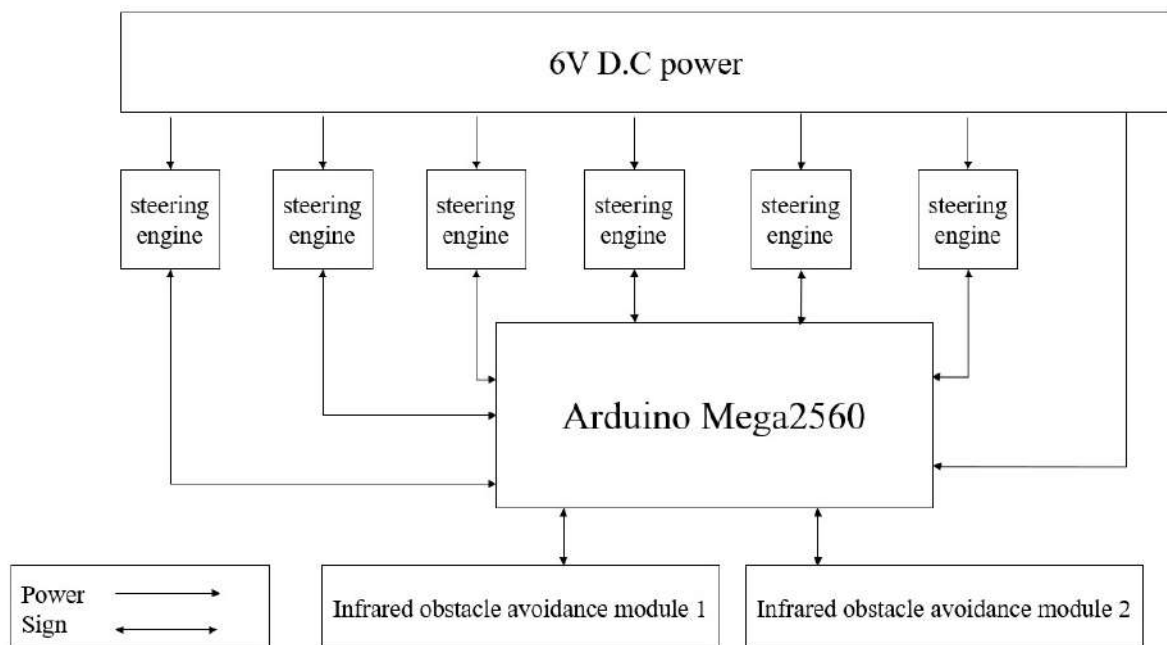 6V D.C power
steering
engine
steering
engine
steering
engine
steering
engine
steering
engine
steering
engine
Arduino Mega2560
Power
Sign
Infrared obstacle avoidance module 1
Infrared obstacle avoidance module 2